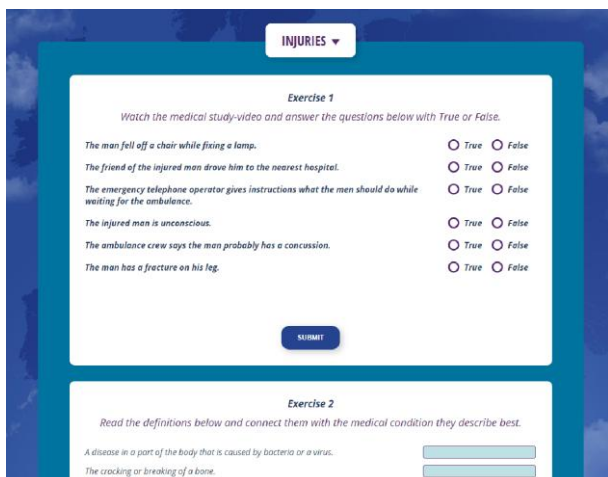 INJURIES
Exercise 1
Watch the medical study-video and answer the questions below with True or False.
The man fell off a chair while fixing a lamp. True False
The friend of the injured man drove him to the nearest hospital. True False
The emergency telephone operator gives instructions what the men should do while True False
waiting for the ambulance.
The injured man is unconscious. True False
The ambulance crew says the man probably has a concussion. True False
The man has a fracture on his leg. True False
SUBMIT
Exercise 2
Read the definitions below and connect them with the medical condition they describe best.
A disease in a part of the body that is caused by bacteria or a virus.
The cracking or breaking of a bone.